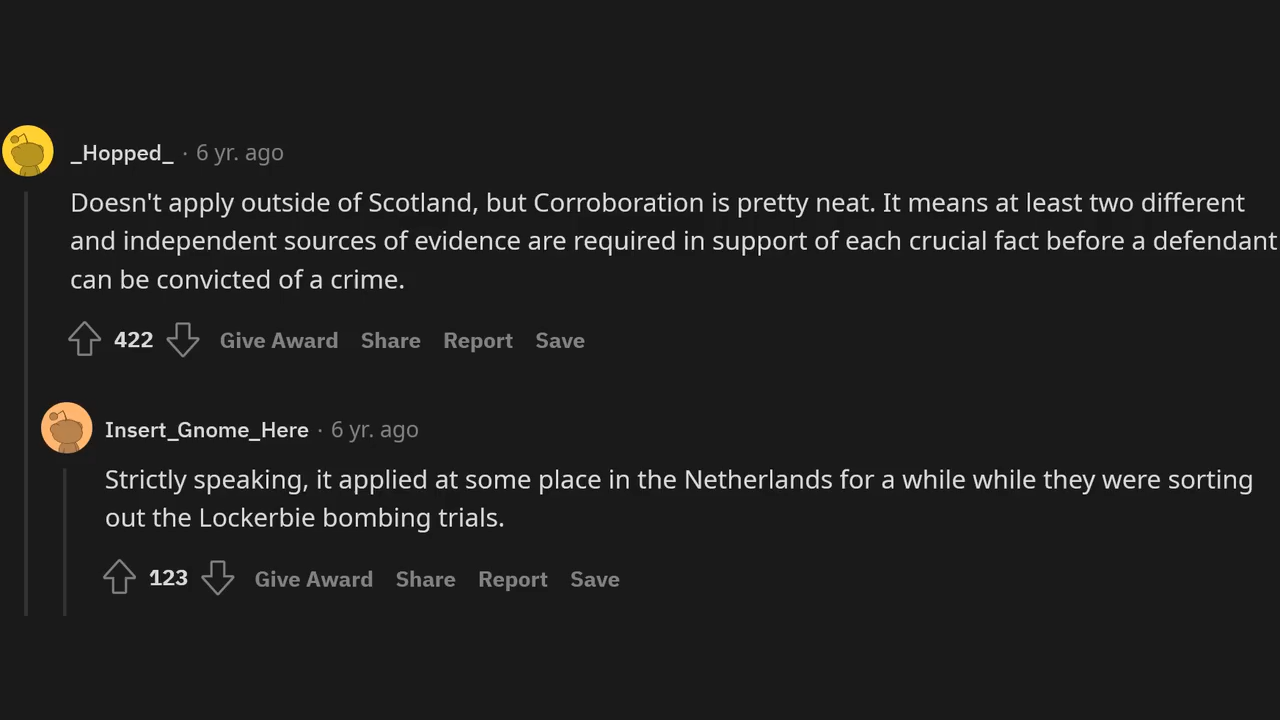 _Hopped_ · 6 yr. ago
Doesn't apply outside of Scotland, but Corroboration is pretty neat. It means at least two different
and independent sources of evidence are required in support of each crucial fact before a defendant
can be convicted of a crime.
422 Give Award Share Report Save
Insert_Gnome_Here · 6 yr. ago
Strictly speaking, it applied at some place in the Netherlands for a while while they were sorting
out the Lockerbie bombing trials.
123 Give Award Share Report Save